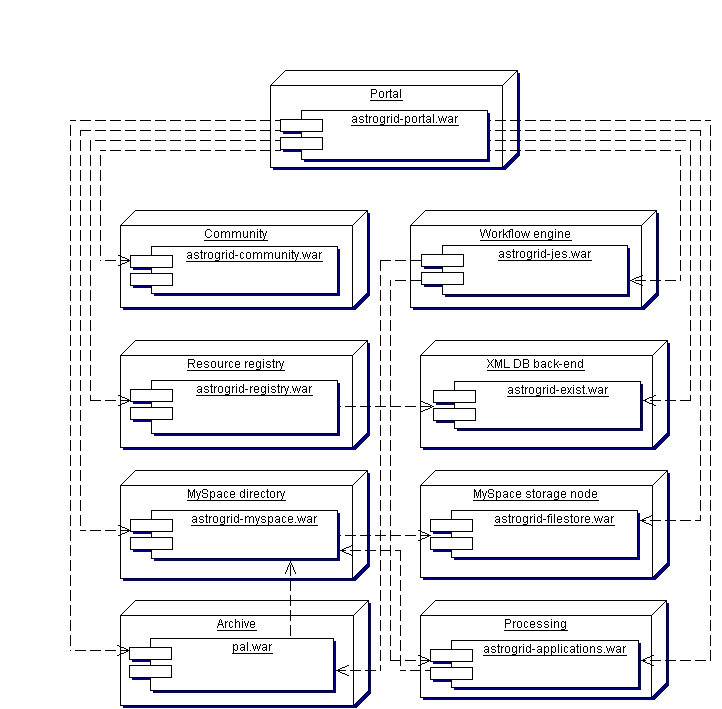 Portal
astrogrid-portal.war
Community
astrogrid-community.war
Workflow engine
astrogrid-jes.war
Resource registry
astrogrid-registry.war
XML DB back-end
astrogrid-exist.war
MySpace directory
astrogrid-myspace.war
MySpace storage node
astrogrid-filestore.war
Archive
pal.war
Processing
astrogrid-applications.war